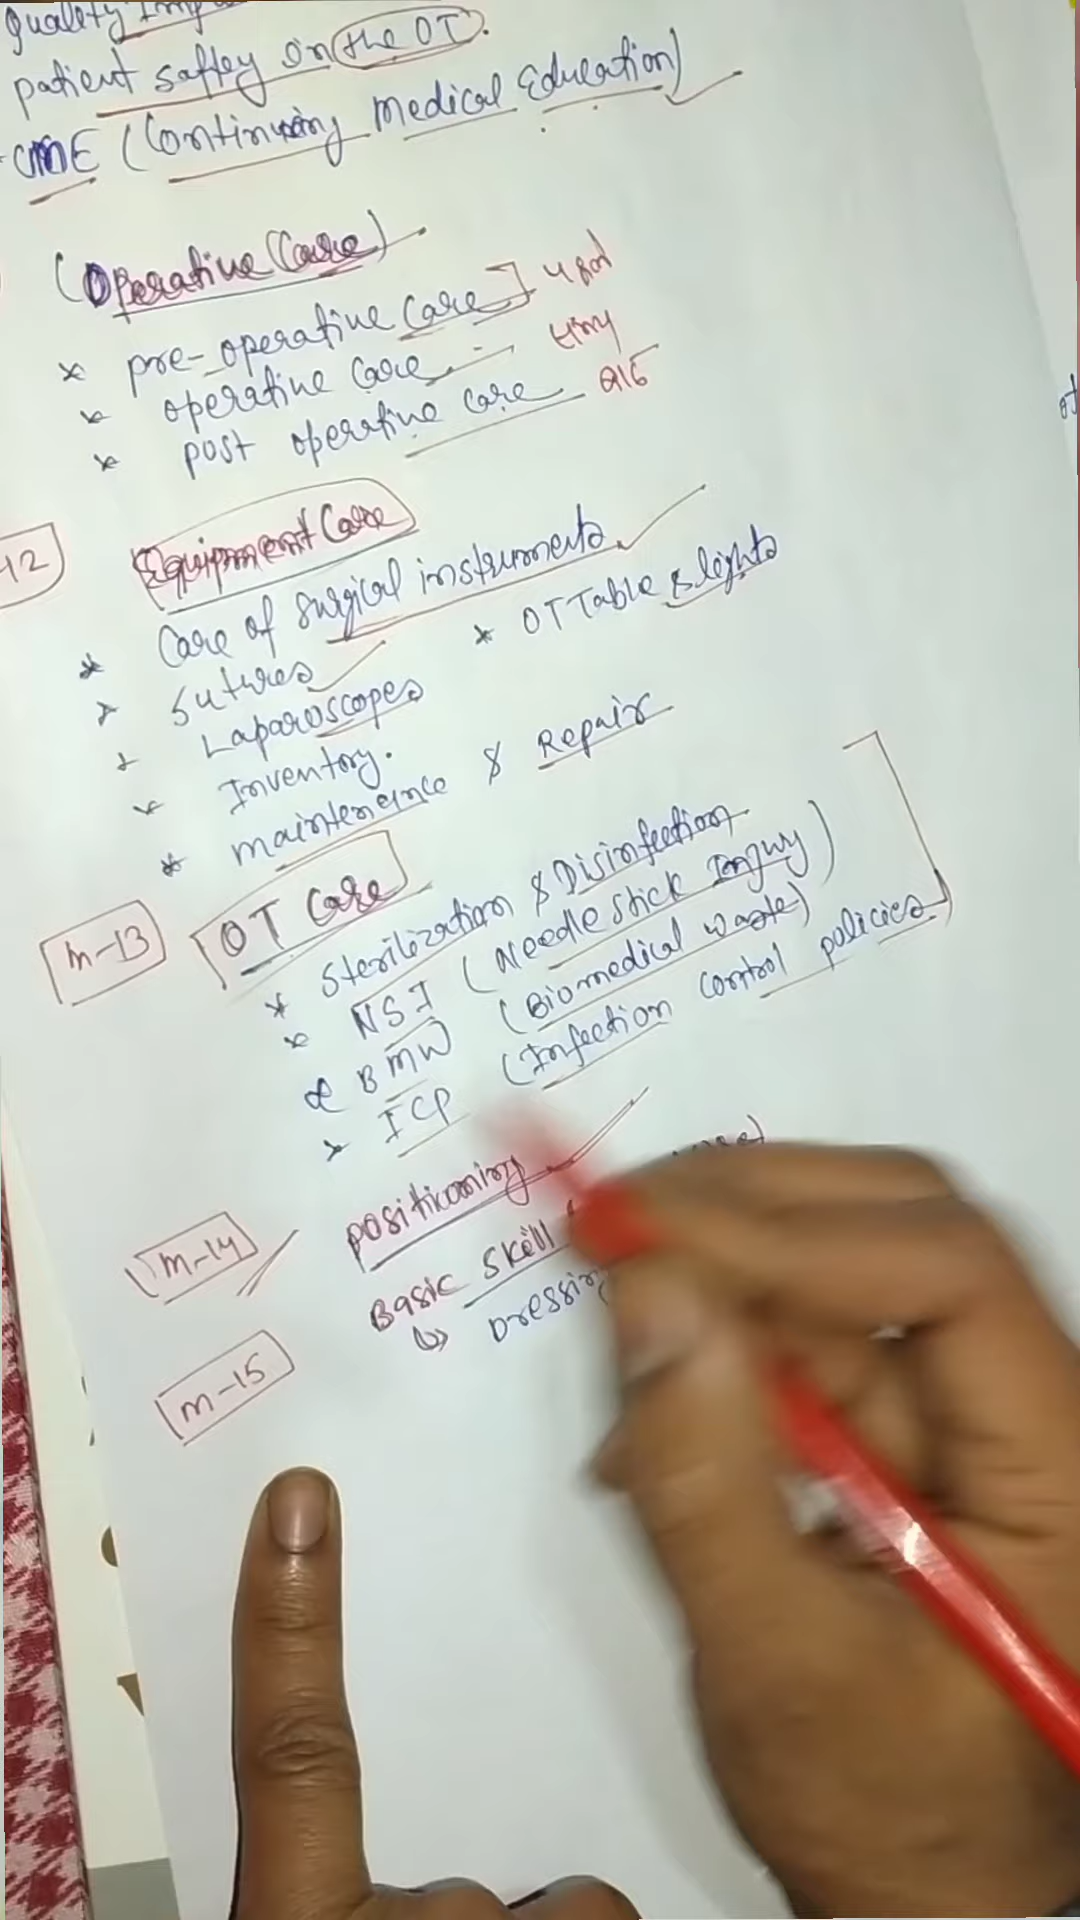 quality
patient saftey in the OT.
CME (Continuing Medical Education)
(Operative Care)
* pre-operative care
* operative care
* post operative care बाद
12
Equipment Care
* Care of Surgical instruments
* Sutures * OT Table & lights
* Laparoscopes
* Inventory.
* maintenance & Repair
m-13 OT Care
* Sterilization & Disinfection
* NSI (Needle stick Injury)
* BMW (Biomedical waste)
* ICP (Infection control policies)
m-14 positioning
m-15 Basic skill
Dressing